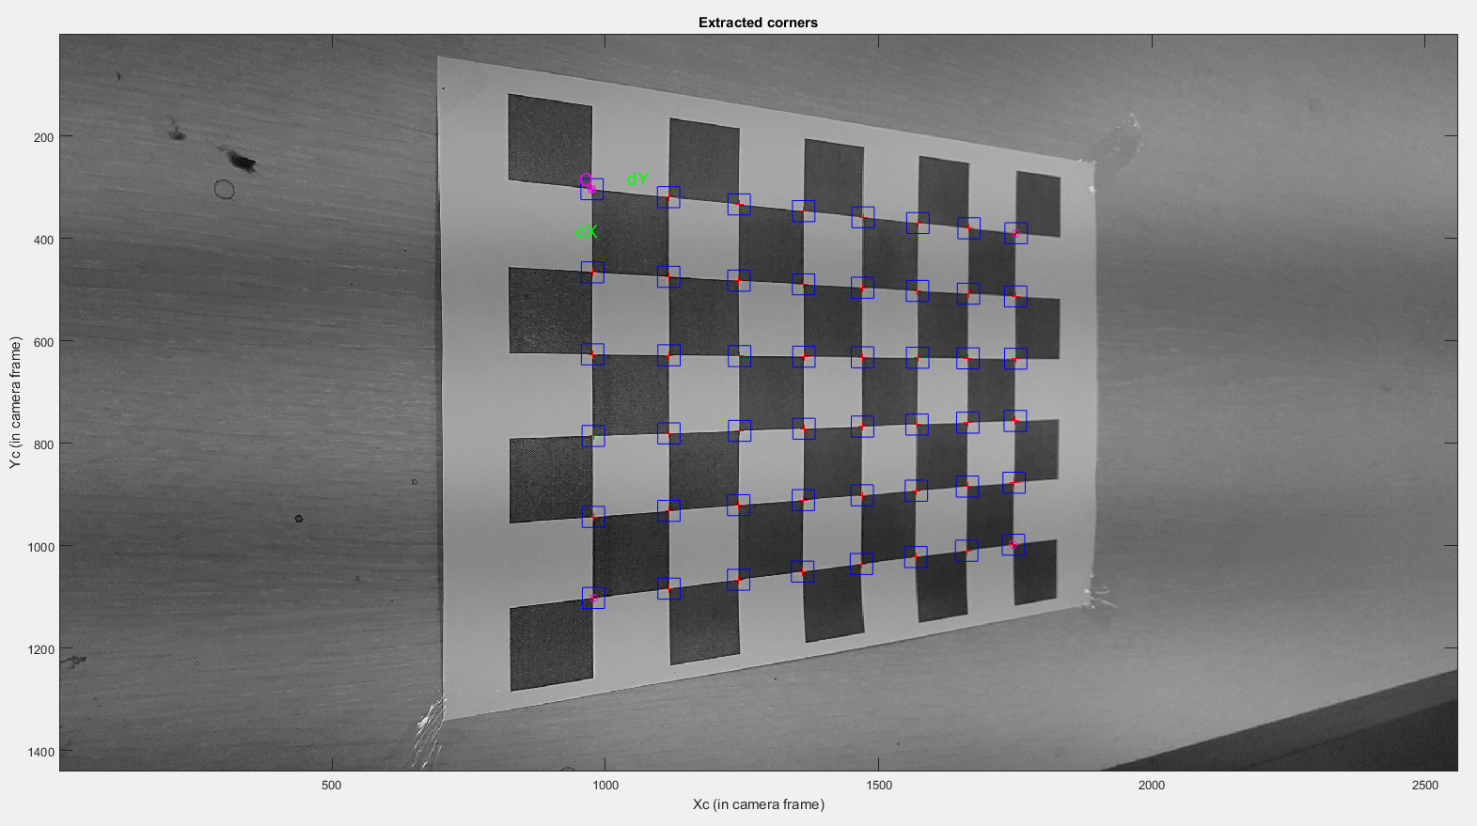 Extracted corners
200
400
600
800
1000
1200
1400
Yc (in camera frame)
O
dY
dX
500
1000
1500
2000
2500
Xc (in camera frame)